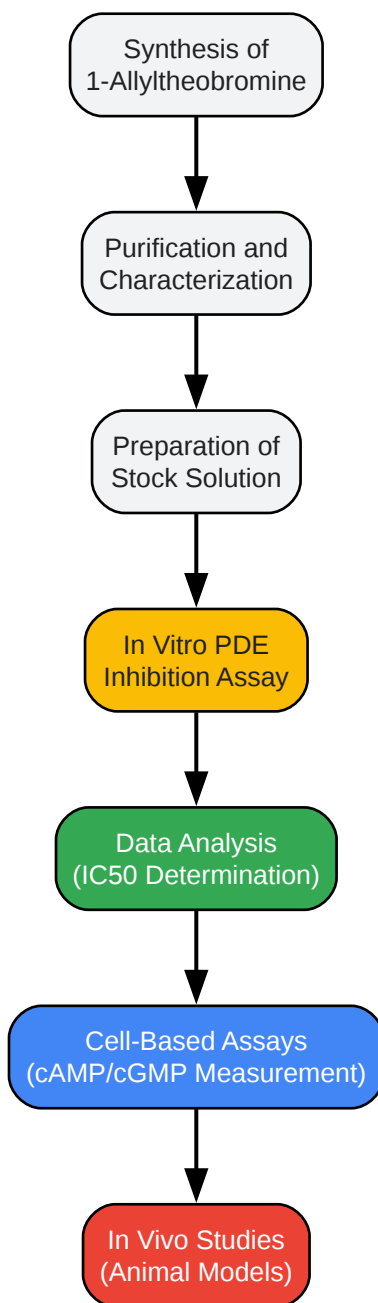 Synthesis of
1-Allyltheobromine
Purification and
Characterization
Preparation of
Stock Solution
In Vitro PDE
Inhibition Assay
Data Analysis
(IC50 Determination)
Cell-Based Assays
(cAMP/cGMP Measurement)
In Vivo Studies
(Animal Models)